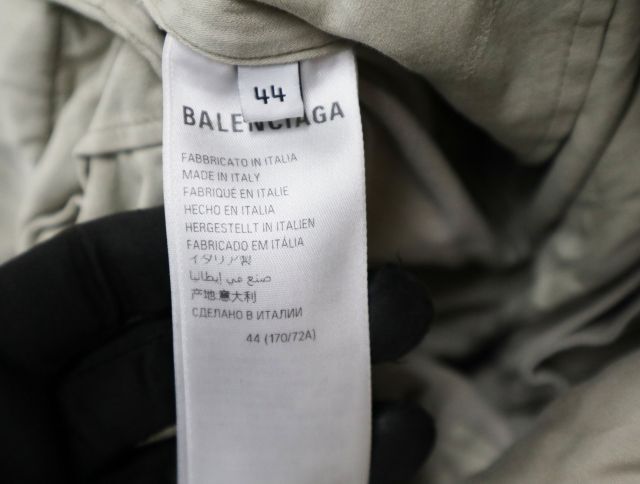 44
BALENCIAGA
FABBRICATO IN ITALIA
MADE IN ITALY
FABRIQUÉ EN ITALIE
HECHO EN ITALIA
HERGESTELLT IN ITALIEN
FABRICADO EM ITÁLIA
イタリア製
صنع في إيطاليا
产地意大利
СДЕЛАНО В ИТАЛИИ
44 (170/72A)